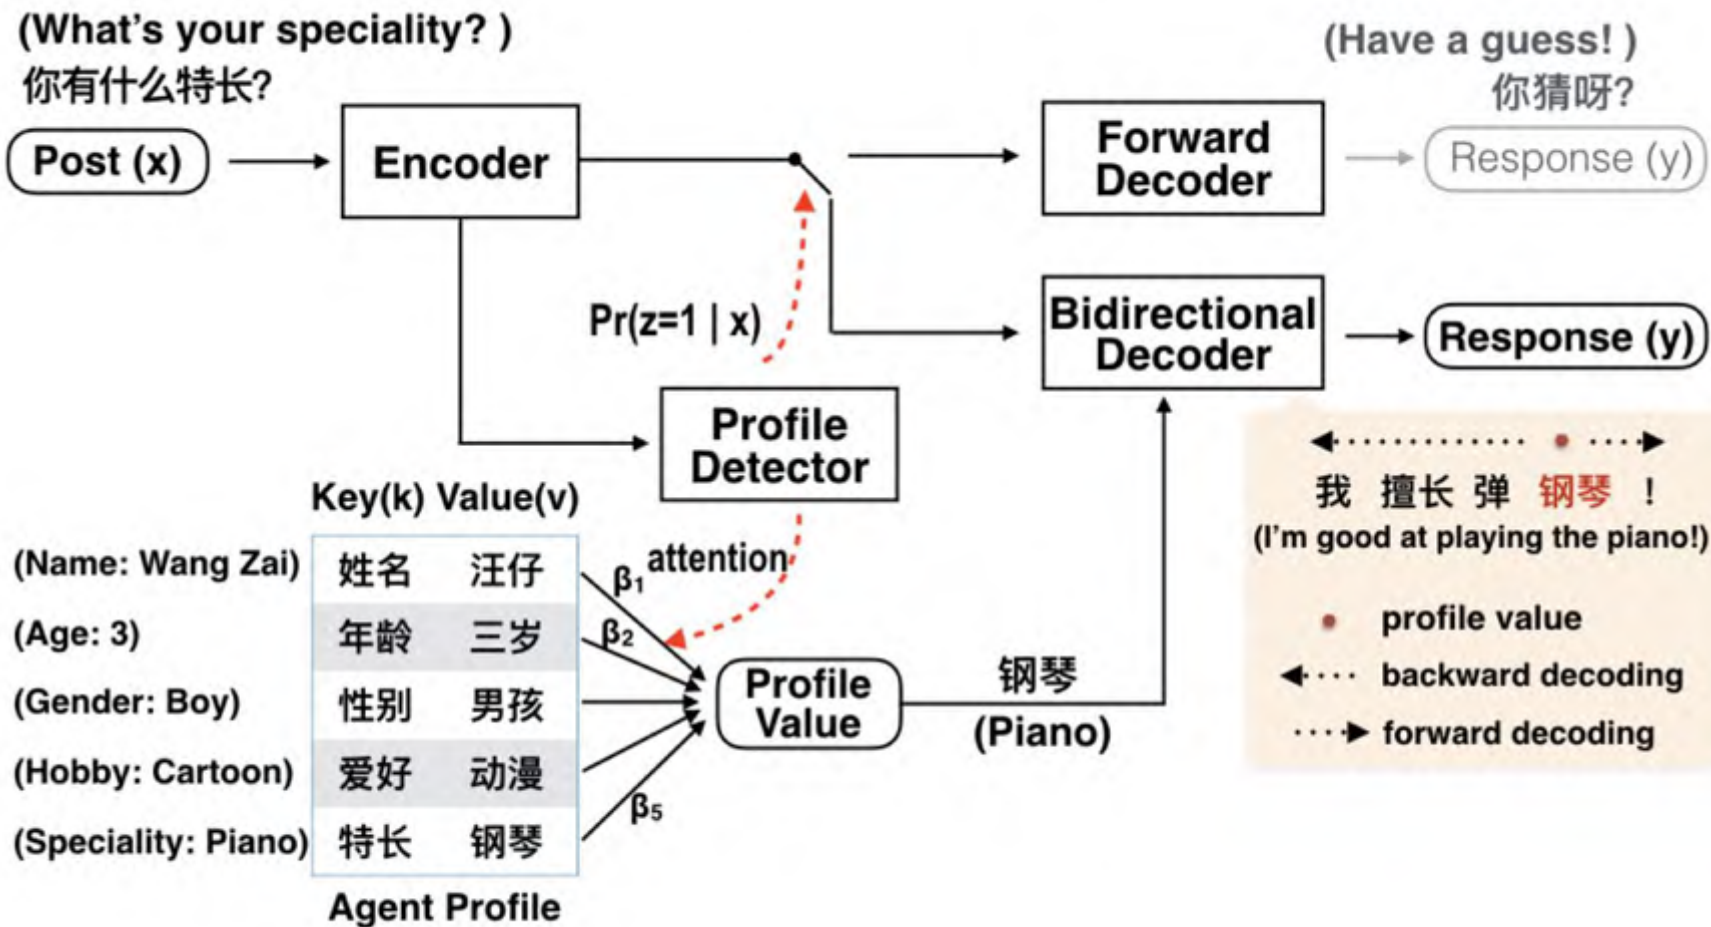 (What's your speciality? )
你有什么特长?
Post (x)
Encoder
Forward
Decoder
(Have a guess! )
你猜呀?
Response (y)
Pr(z=1 | x)
Bidirectional
Decoder
Response (y)
Profile
Detector
我 擅长 弹 钢琴 !
(I'm good at playing the piano!)
profile value
backward decoding
forward decoding
Key(k) Value(v)
(Name: Wang Zai) 姓名 汪仔
(Age: 3) 年龄 三岁
(Gender: Boy) 性别 男孩
(Hobby: Cartoon) 爱好 动漫
(Speciality: Piano) 特长 钢琴
Agent Profile
β1
attention
β2
β5
Profile
Value
钢琴
(Piano)